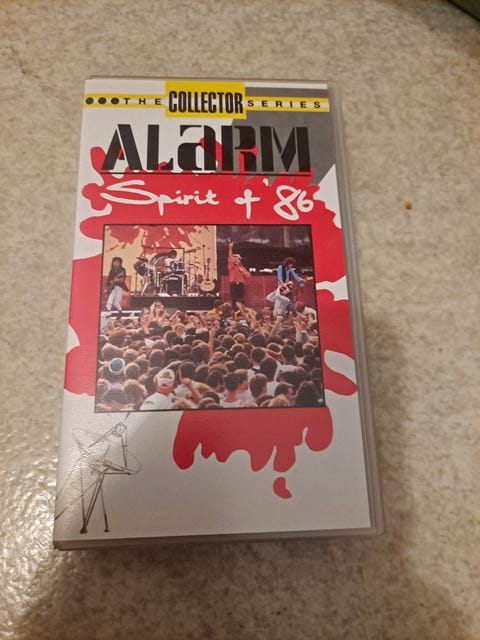 THE COLLECTOR SERIES
ALaRM
Spirit of '86